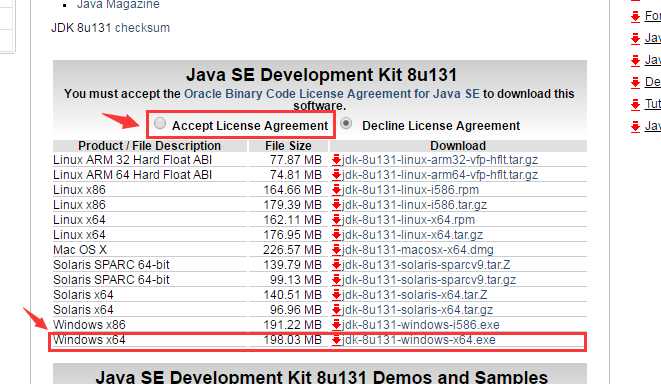 Java Magazine
JDK 8u131 checksum
Java SE Development Kit 8u131
You must accept the Oracle Binary Code License Agreement for Java SE to download this
software.
Accept License Agreement Decline License Agreement
Product / File Description File Size Download
Linux ARM 32 Hard Float ABI 77.87 MB jdk-8u131-linux-arm32-vfp-hflt.tar.gz
Linux ARM 64 Hard Float ABI 74.81 MB jdk-8u131-linux-arm64-vfp-hflt.tar.gz
Linux x86 164.66 MB jdk-8u131-linux-i586.rpm
Linux x86 179.39 MB jdk-8u131-linux-i586.tar.gz
Linux x64 162.11 MB jdk-8u131-linux-x64.rpm
Linux x64 176.95 MB jdk-8u131-linux-x64.tar.gz
Mac OS X 226.57 MB jdk-8u131-macosx-x64.dmg
Solaris SPARC 64-bit 139.79 MB jdk-8u131-solaris-sparcv9.tar.Z
Solaris SPARC 64-bit 99.13 MB jdk-8u131-solaris-sparcv9.tar.gz
Solaris x64 140.51 MB jdk-8u131-solaris-x64.tar.Z
Solaris x64 96.96 MB jdk-8u131-solaris-x64.tar.gz
Windows x86 191.22 MB jdk-8u131-windows-i586.exe
Windows x64 198.03 MB jdk-8u131-windows-x64.exe
Java SE Development Kit 8u131 Demos and Samples
For
Java
Java
De
Tut
Java